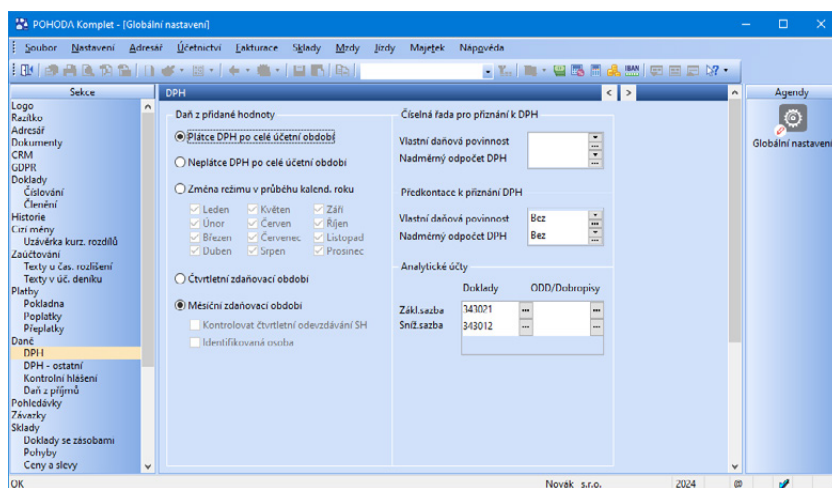 POHODA Komplet - [Globální nastavení]
Soubor Nastavení Adresář Účetnictví Fakturace Sklady Mzdy Jízdy Majetek Nápověda
IBAN
Sekce
Logo
Razítko
Adresář
Dokumenty
CRM
GDPR
Doklady
Číslování
Členění
Historie
Cizí měny
Uzávěrka kurz. rozdílů
Zaúčtování
Texty u čas. rozlišení
Texty v úč. deníku
Platby
Pokladna
Poplatky
Přeplatky
Daně
DPH
DPH - ostatní
Kontrolní hlášení
Daň z příjmů
Pohledávky
Závazky
Sklady
Doklady se zásobami
Pohyby
Ceny a slevy
DPH
Daň z přidané hodnoty
Plátce DPH po celé účetní období
Neplátce DPH po celé účetní období
Změna režimu v průběhu kalend. roku
Leden Květen Září
Únor Červen Říjen
Březen Červenec Listopad
Duben Srpen Prosinec
Čtvrtletní zdaňovací období
Měsíční zdaňovací období
Kontrolovat čtvrtletní odevzdávání SH
Identifikovaná osoba
Číselná řada pro přiznání k DPH
Vlastní daňová povinnost
Nadměrný odpočet DPH
Předkontace k přiznání DPH
Vlastní daňová povinnost Bez
Nadměrný odpočet DPH Bez
Analytické účty
Doklady ODD/Dobropisy
Zákl.sazba 343021
Sníž.sazba 343012
Agendy
Globální nastavení
OK Novák s.r.o. 2024 @